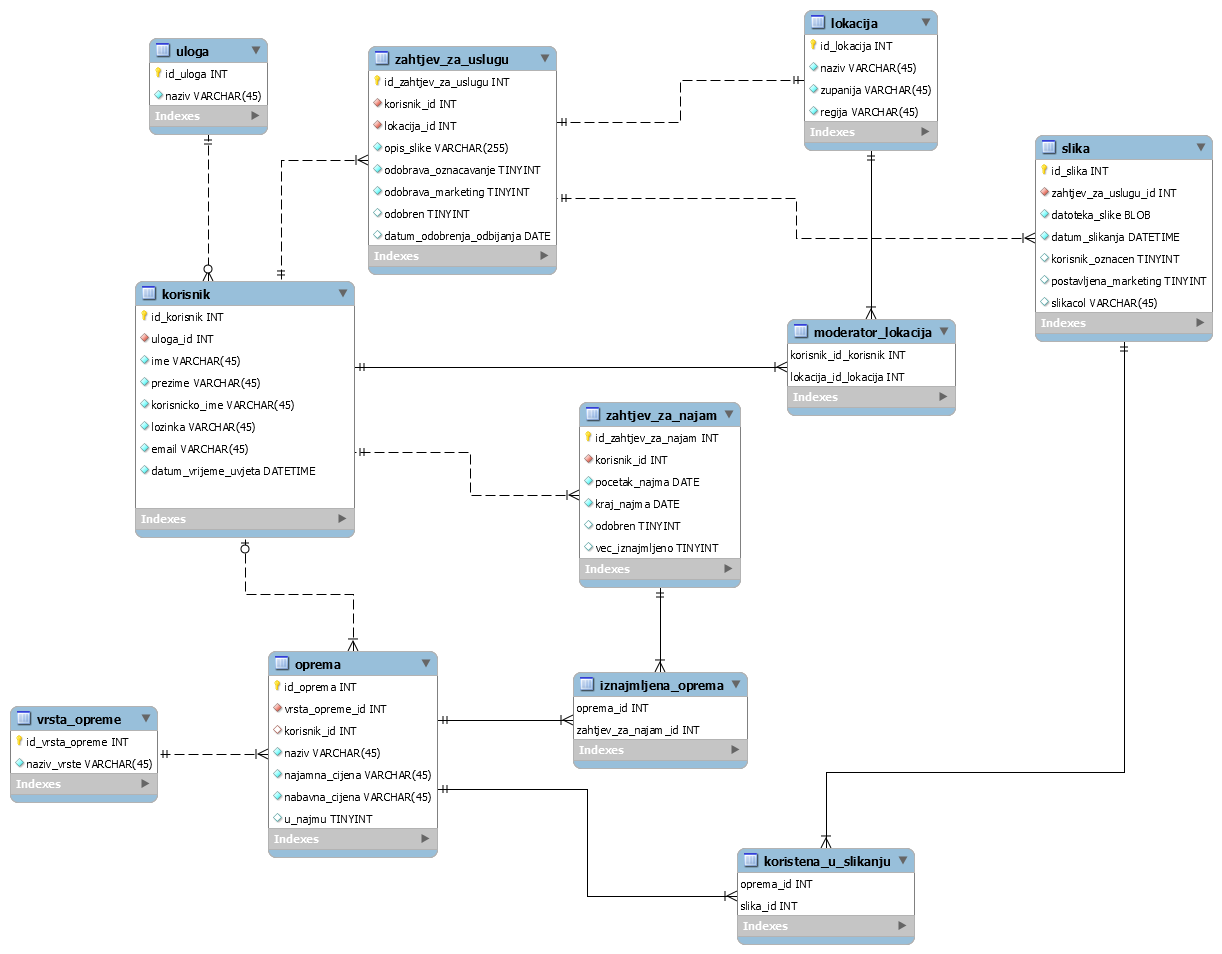 uloga
id_uloga INT
naziv VARCHAR(45)
Indexes
zahtjev_za_uslugu
id_zahtjev_za_uslugu INT
korisnik_id INT
lokacija_id INT
opis_slike VARCHAR(255)
odobrava_oznacavanje TINYINT
odobrava_marketing TINYINT
odobren TINYINT
datum_odobrenja_odbijanja DATE
Indexes
lokacija
id_lokacija INT
naziv VARCHAR(45)
zupanija VARCHAR(45)
regija VARCHAR(45)
Indexes
slika
id_slika INT
zahtjev_za_uslugu_id INT
datoteka_slike BLOB
datum_slikanja DATETIME
korisnik_oznacen TINYINT
postavljena_marketing TINYINT
slikacol VARCHAR(45)
Indexes
korisnik
id_korisnik INT
uloga_id INT
ime VARCHAR(45)
prezime VARCHAR(45)
korisnicko_ime VARCHAR(45)
lozinka VARCHAR(45)
email VARCHAR(45)
datum_vrijeme_uvjeta DATETIME
Indexes
moderator_lokacija
korisnik_id_korisnik INT
lokacija_id_lokacija INT
Indexes
zahtjev_za_najam
id_zahtjev_za_najam INT
korisnik_id INT
pocetak_najma DATE
kraj_najma DATE
odobren TINYINT
vec_iznajmljeno TINYINT
Indexes
vrsta_opreme
id_vrsta_opreme INT
naziv_vrste VARCHAR(45)
Indexes
oprema
id_oprema INT
vrsta_opreme_id INT
korisnik_id INT
naziv VARCHAR(45)
najamna_cijena VARCHAR(45)
nabavna_cijena VARCHAR(45)
u_najmu TINYINT
Indexes
iznajmljena_oprema
oprema_id INT
zahtjev_za_najam_id INT
Indexes
koristena_u_slikanju
oprema_id INT
slika_id INT
Indexes